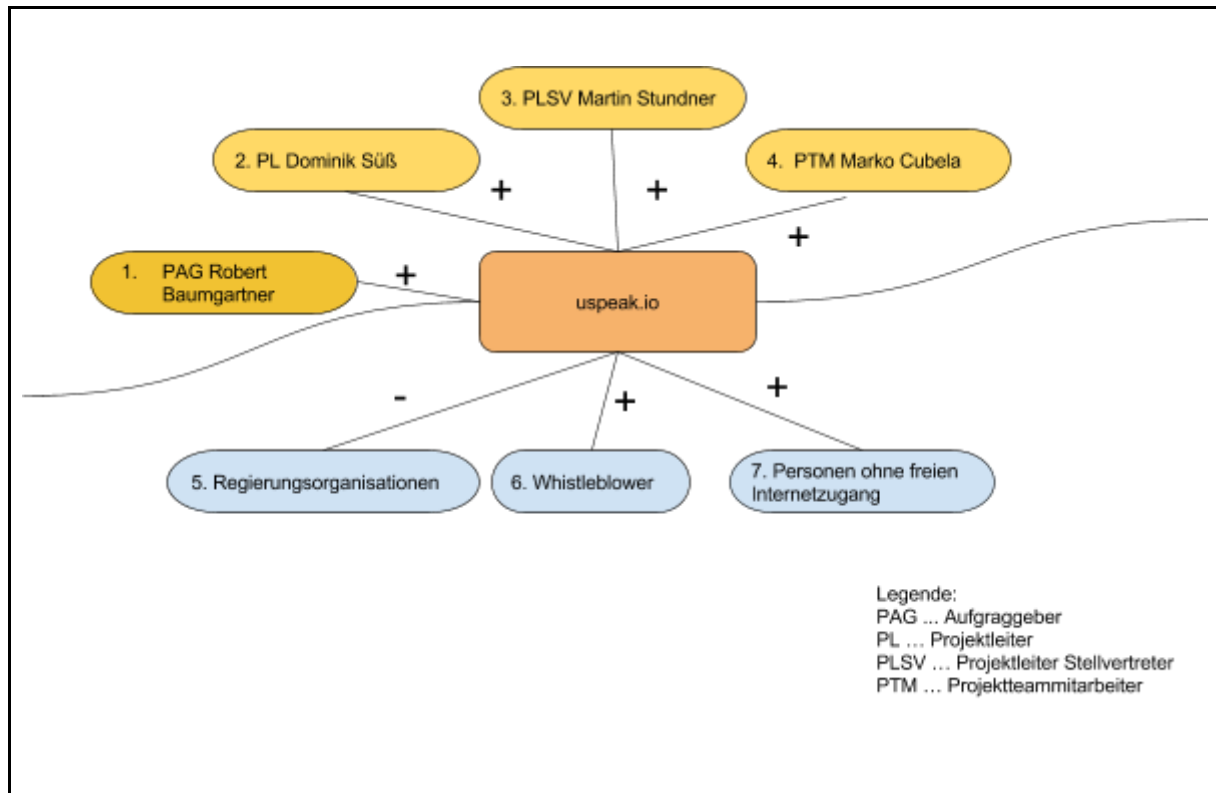 3. PLSV Martin Stundner
2. PL Dominik Süß
4. PTM Marko Cubela
+
+
+
1. PAG Robert
Baumgartner
+
uspeak.io
-
+
+
5. Regierungsorganisationen
6. Whistleblower
7. Personen ohne freien
Internetzugang
Legende:
PAG ... Aufgraggeber
PL … Projektleiter
PLSV … Projektleiter Stellvertreter
PTM … Projektteammitarbeiter